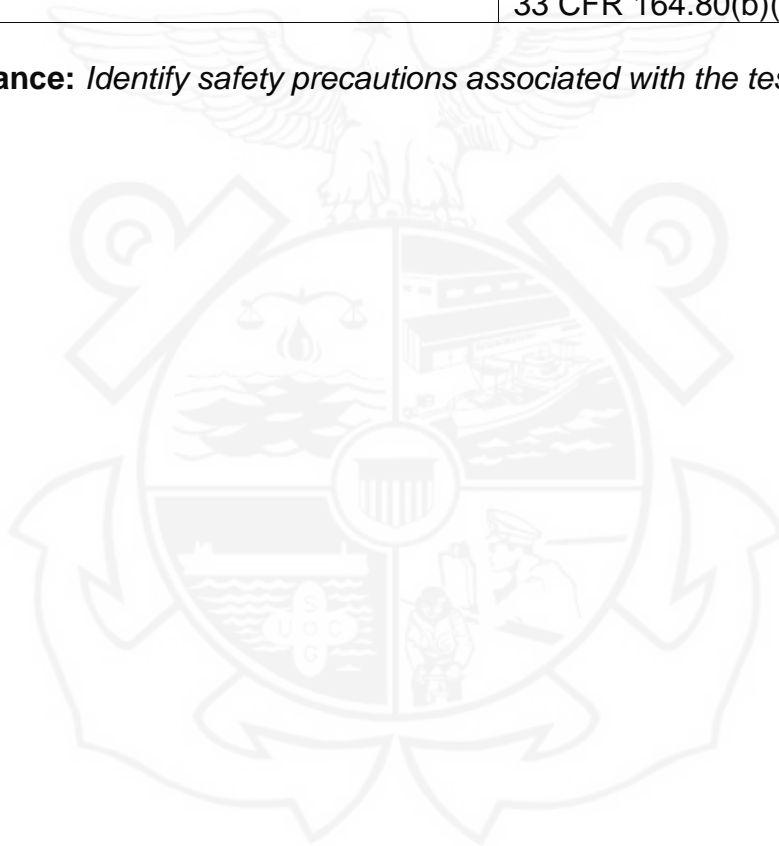 33 CFR 164.80(b)(
ance: Identify safety precautions associated with the tes
S
U O C
G